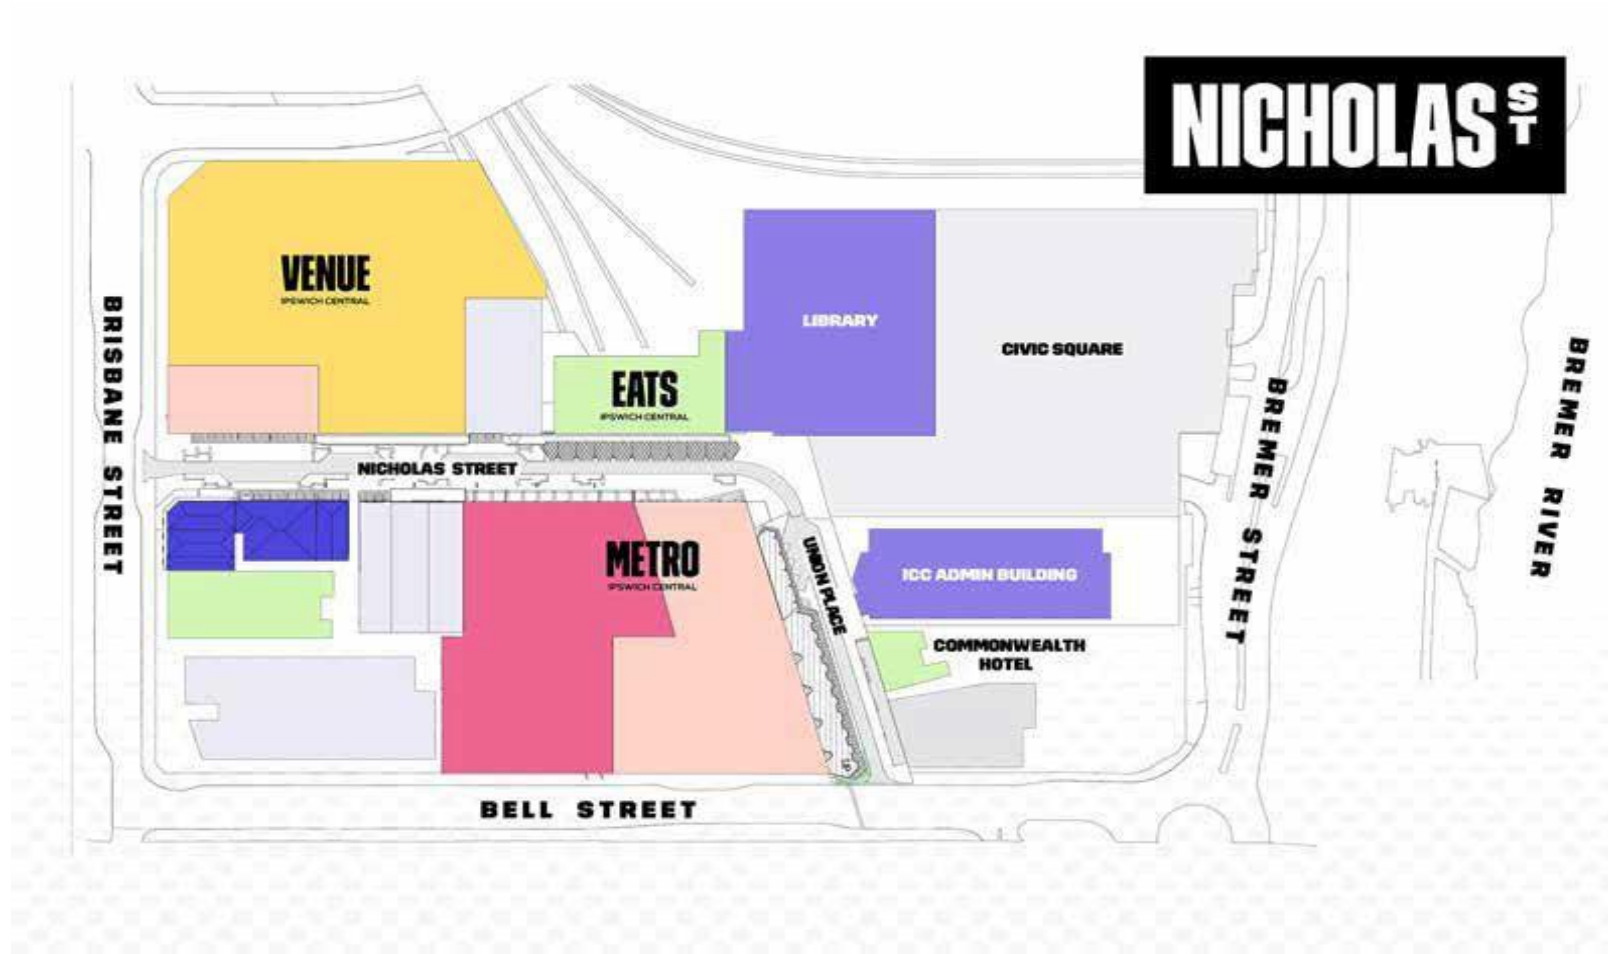 NICHOLAS ST
VENUE
IPSWICH CENTRAL
LIBRARY
CIVIC SQUARE
EATS
IPSWICH CENTRAL
BRISBANE STREET
NICHOLAS STREET
BREMER STREET
BREMER RIVER
METRO
IPSWICH CENTRAL
UNION PLACE
ICC ADMIN BUILDING
COMMONWEALTH
HOTEL
UP
BELL STREET